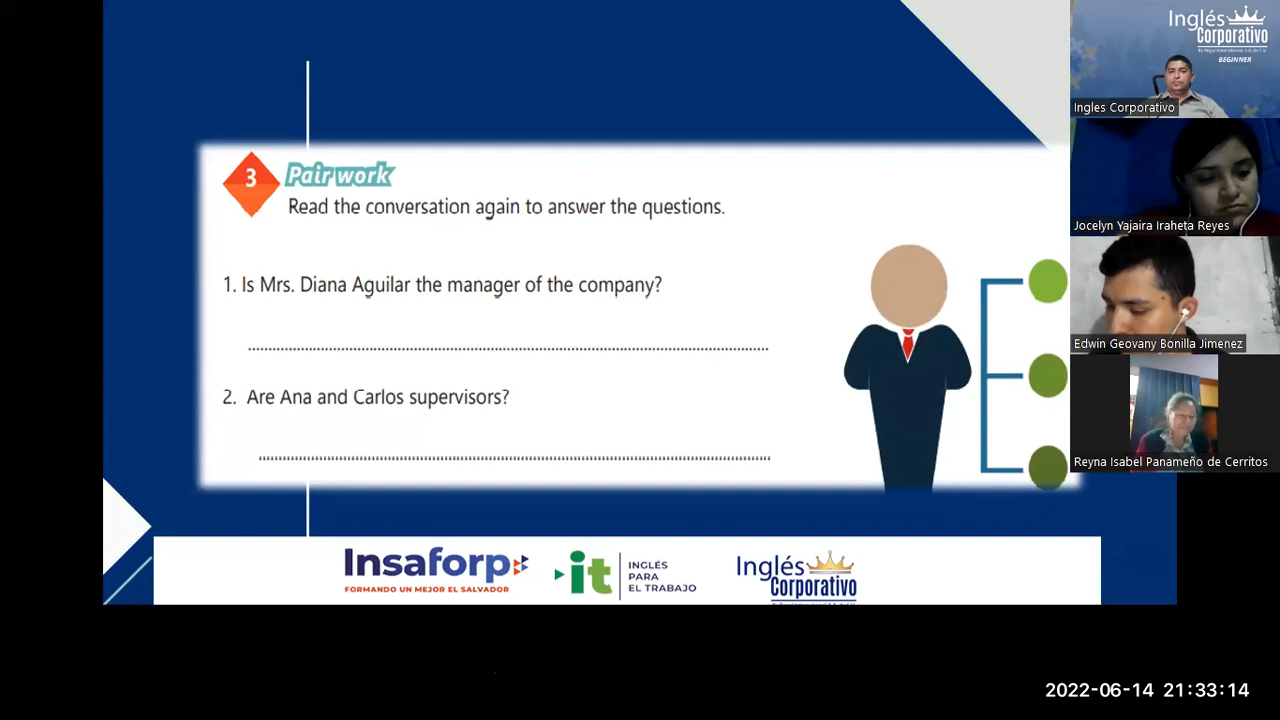 3
Pair work
Read the conversation again to answer the questions.
1. Is Mrs. Diana Aguilar the manager of the company?
2. Are Ana and Carlos supervisors?
Insaforp
FORMANDO UN MEJOR EL SALVADOR
it
INGLÉS
PARA
EL TRABAJO
Inglés
Corporativo
Inglés
Corporativo
BEGINNER
Ingles Corporativo
Jocelyn Yajaira Iraheta Reyes
Edwin Geovany Bonilla Jimenez
Reyna Isabel Panameño de Cerritos
2022-06-14 21:33:14